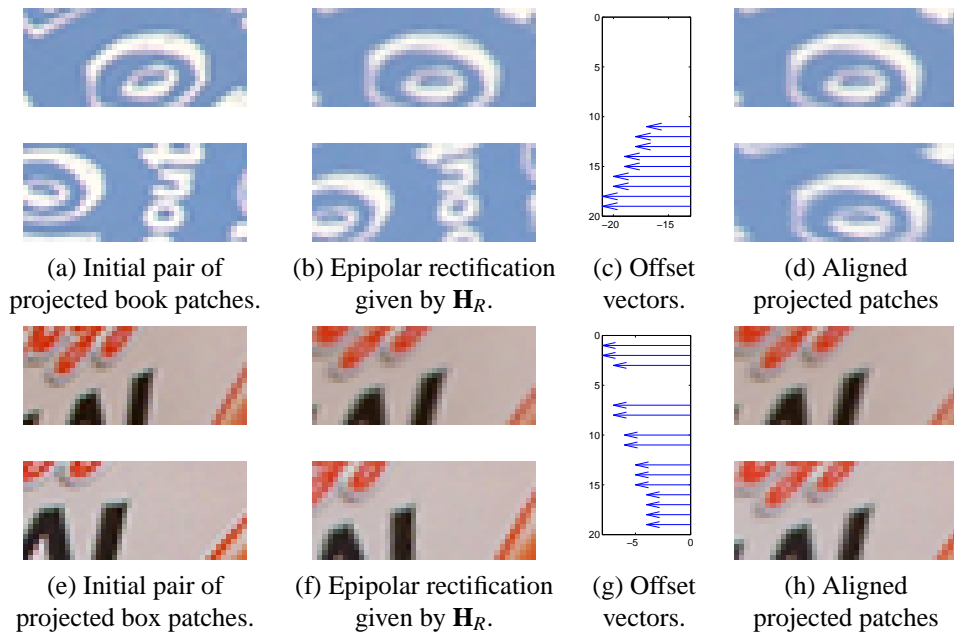 out
out
0
5
10
15
20
−20 −15
(a) Initial pair of
projected book patches.
(b) Epipolar rectification
given by H_R.
(c) Offset
vectors.
(d) Aligned
projected patches
0
5
10
15
20
−5 0
(e) Initial pair of
projected box patches.
(f) Epipolar rectification
given by H_R.
(g) Offset
vectors.
(h) Aligned
projected patches